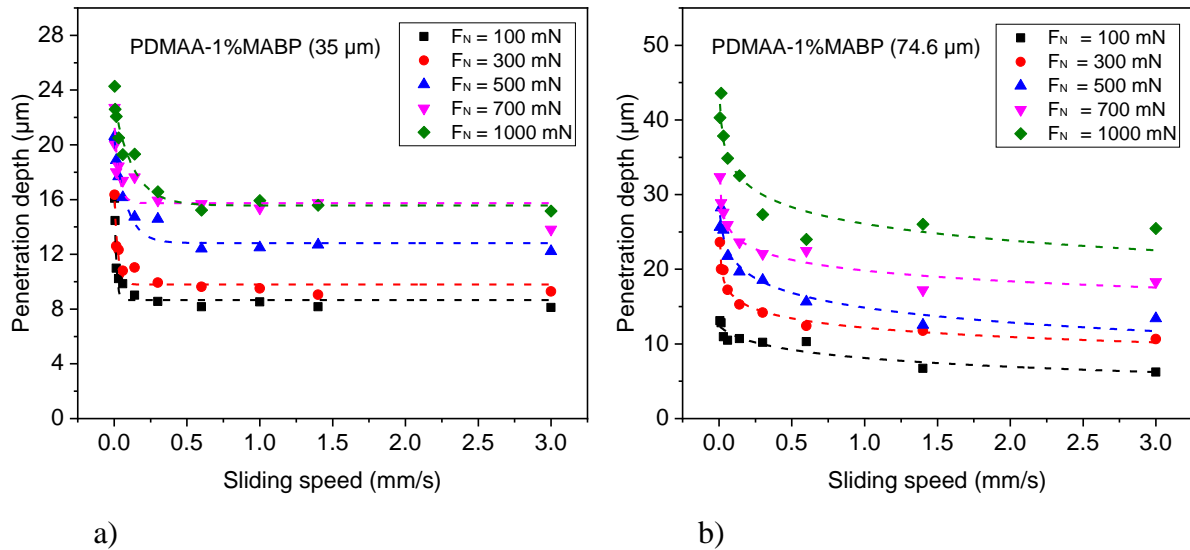 PDMAA-1%MABP (35 µm)
F_N = 100 mN
F_N = 300 mN
F_N = 500 mN
F_N = 700 mN
F_N = 1000 mN
28
24
20
16
12
8
4
0
Penetration depth (µm)
0.0 0.5 1.0 1.5 2.0 2.5 3.0
Sliding speed (mm/s)
a)
PDMAA-1%MABP (74.6 µm)
F_N = 100 mN
F_N = 300 mN
F_N = 500 mN
F_N = 700 mN
F_N = 1000 mN
50
40
30
20
10
0
Penetration depth (µm)
0.0 0.5 1.0 1.5 2.0 2.5 3.0
Sliding speed (mm/s)
b)